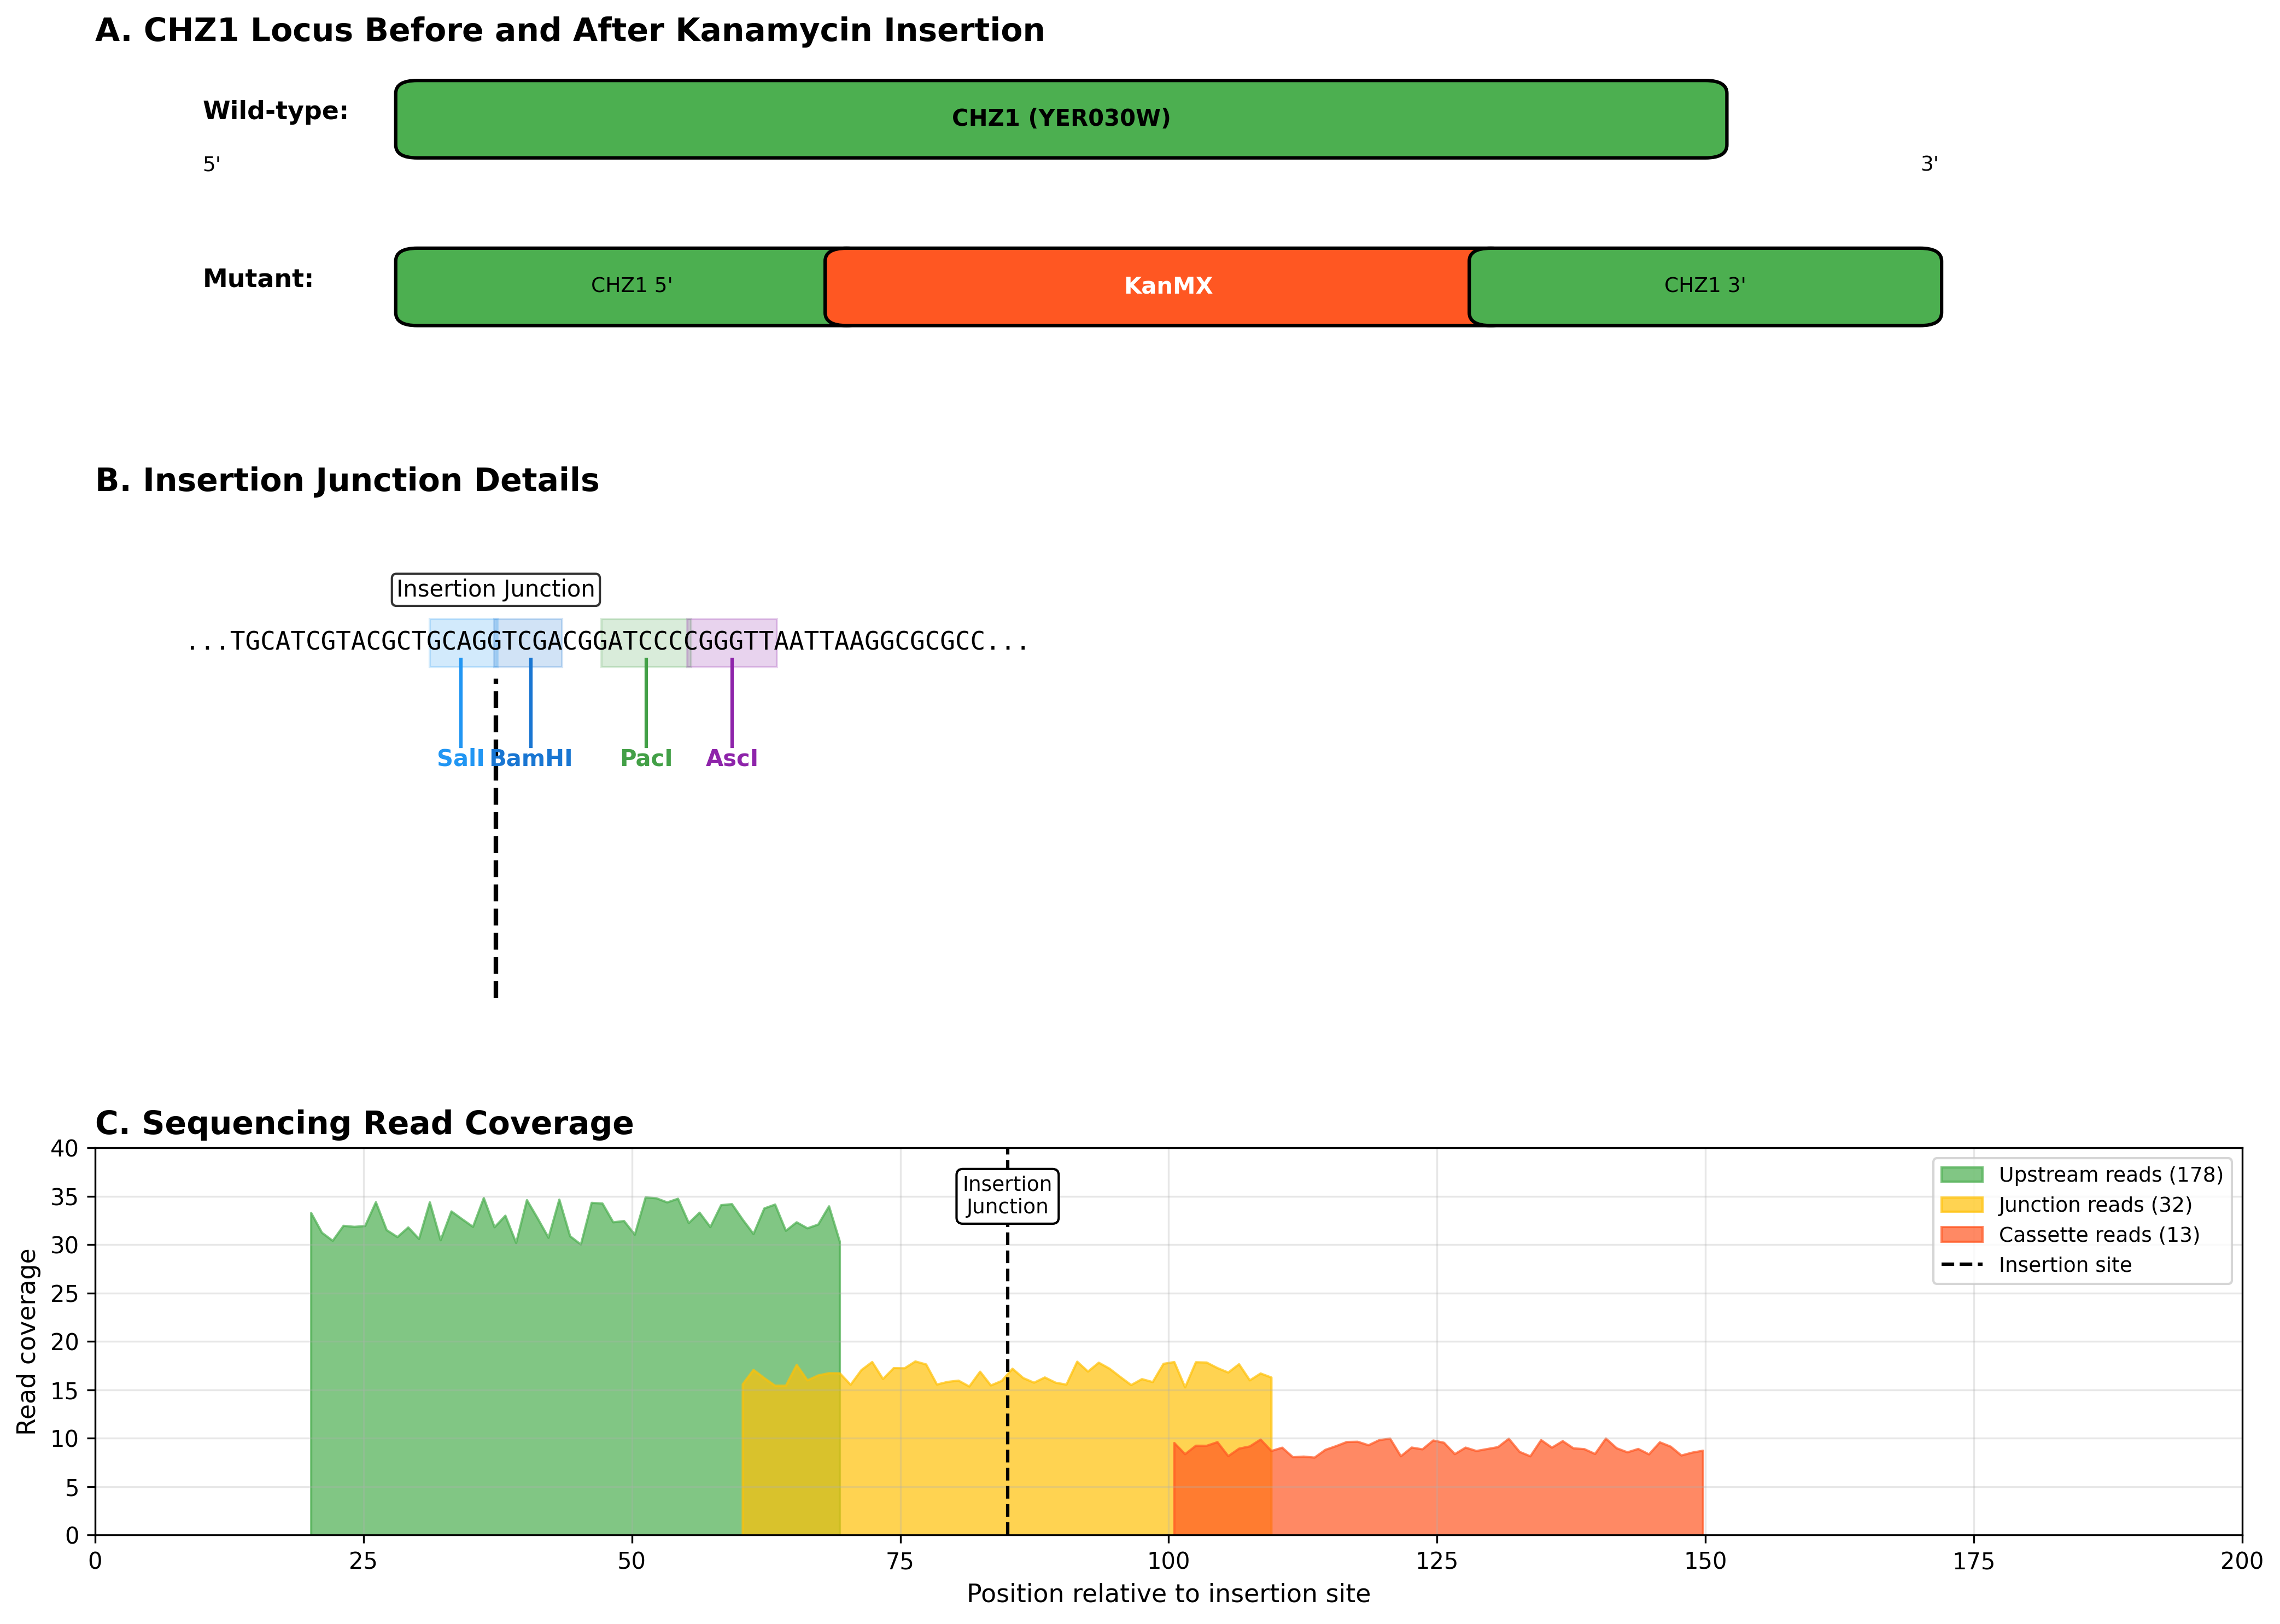 A. CHZ1 Locus Before and After Kanamycin Insertion
Wild-type:
CHZ1 (YER030W)
5'
3'
Mutant:
CHZ1 5'
KanMX
CHZ1 3'
B. Insertion Junction Details
Insertion Junction
...TGCATCGTACGCTGCAGGTCGACGGATCCCCGGGTTAATTAAGGCGCGCC...
SalI
BamHI
PacI
AscI
C. Sequencing Read Coverage
Read coverage
40
35
30
25
20
15
10
5
0
Insertion
Junction
Upstream reads (178)
Junction reads (32)
Cassette reads (13)
Insertion site
0
25
50
75
100
125
150
175
200
Position relative to insertion site